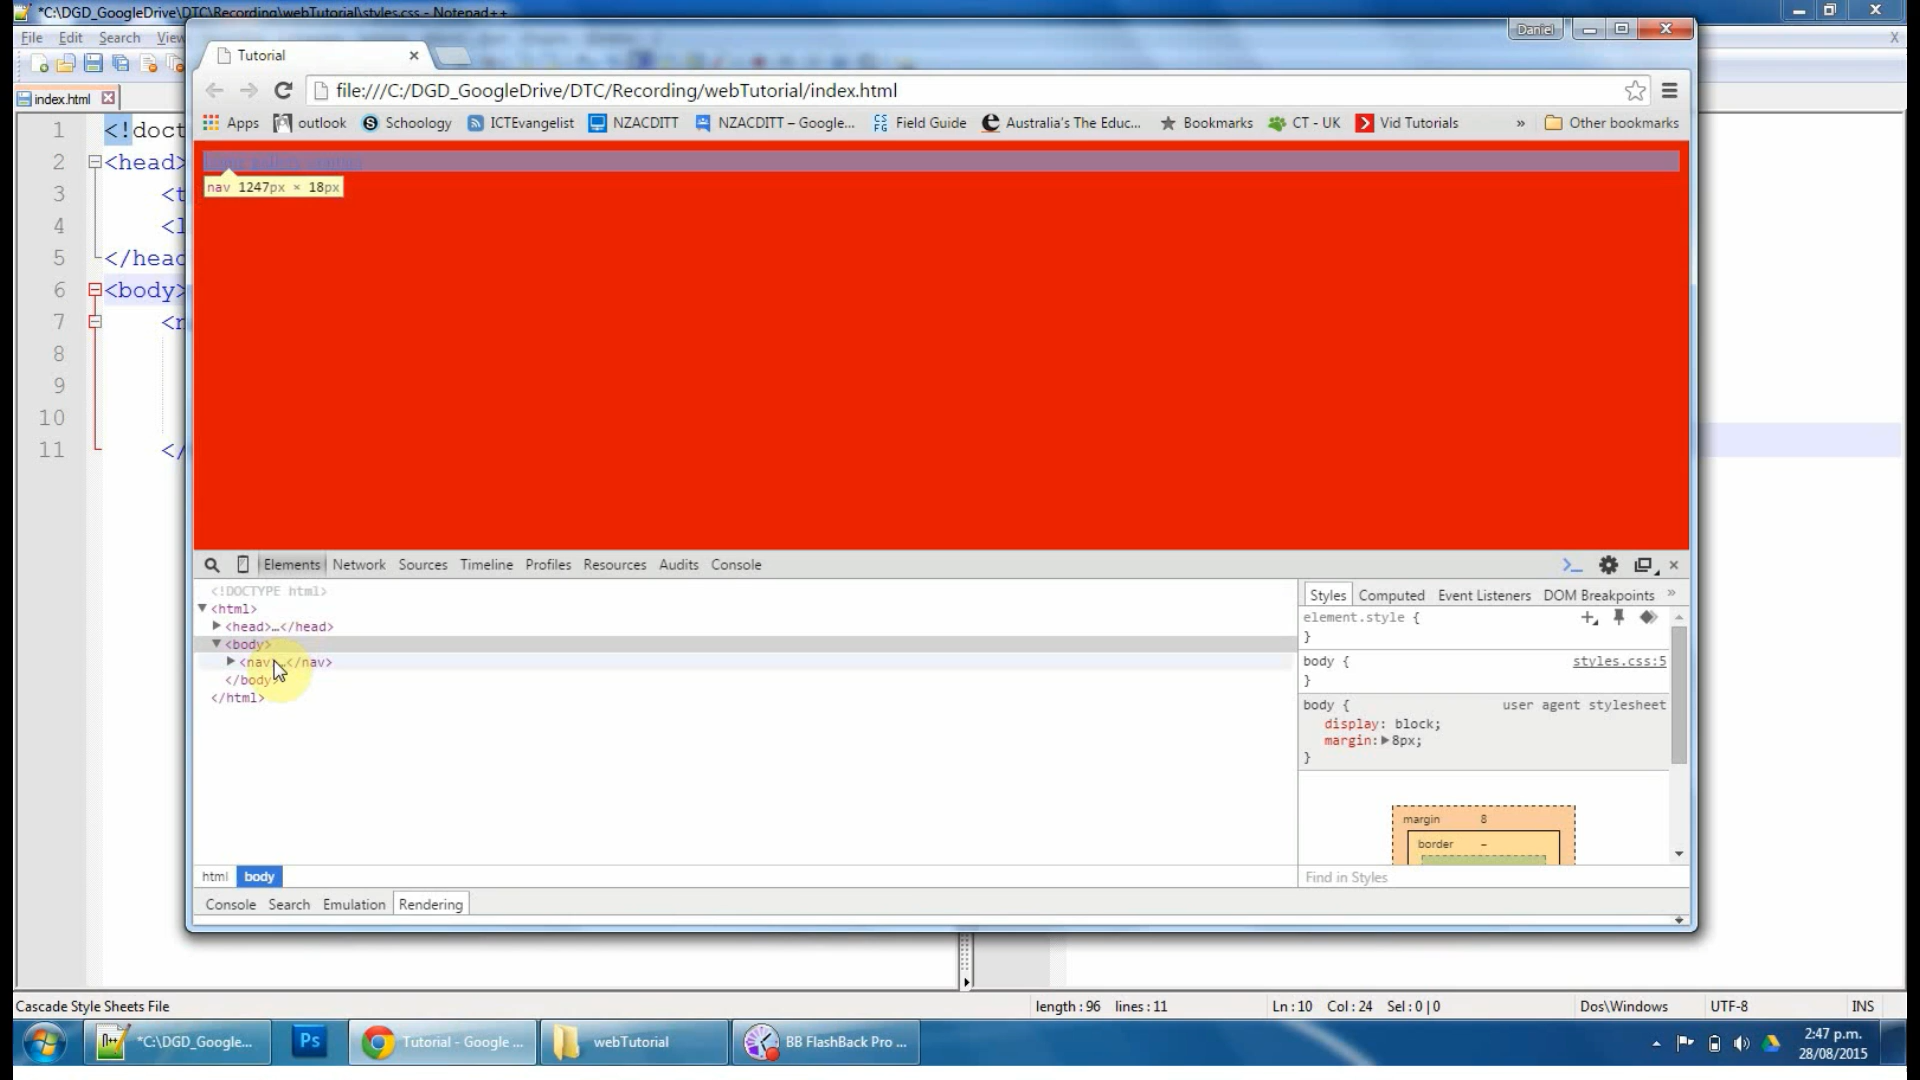 *C:\DGD_GoogleDrive\DTC\Recording\webTutorial\styles.css - Notepad++
Daniel
File Edit Search View
Tutorial
file:///C:/DGD_GoogleDrive/DTC/Recording/webTutorial/index.html
index.html
Apps outlook Schoology ICTEvangelist NZACDITT NZACDITT – Google... Field Guide Australia's The Educ... Bookmarks CT - UK Vid Tutorials » Other bookmarks
1 <!doct
2 <head>
3 <t
4 <l
5 </head
6 <body>
7 <n
8
9
10
11 </
nav 1247px × 18px
Elements Network Sources Timeline Profiles Resources Audits Console
<!DOCTYPE html>
<html>
<head>…</head>
<body>
<nav>…</nav>
</body>
</html>
Styles Computed Event Listeners DOM Breakpoints »
element.style {
}
body { styles.css:5
}
body { user agent stylesheet
display: block;
margin: 8px;
}
margin 8
border –
html body
Find in Styles
Console Search Emulation Rendering
Cascade Style Sheets File length : 96 lines : 11 Ln : 10 Col : 24 Sel : 0 | 0 Dos\Windows UTF-8 INS
*C:\DGD_Google... Ps Tutorial - Google ... webTutorial BB FlashBack Pro ...
2:47 p.m.
28/08/2015